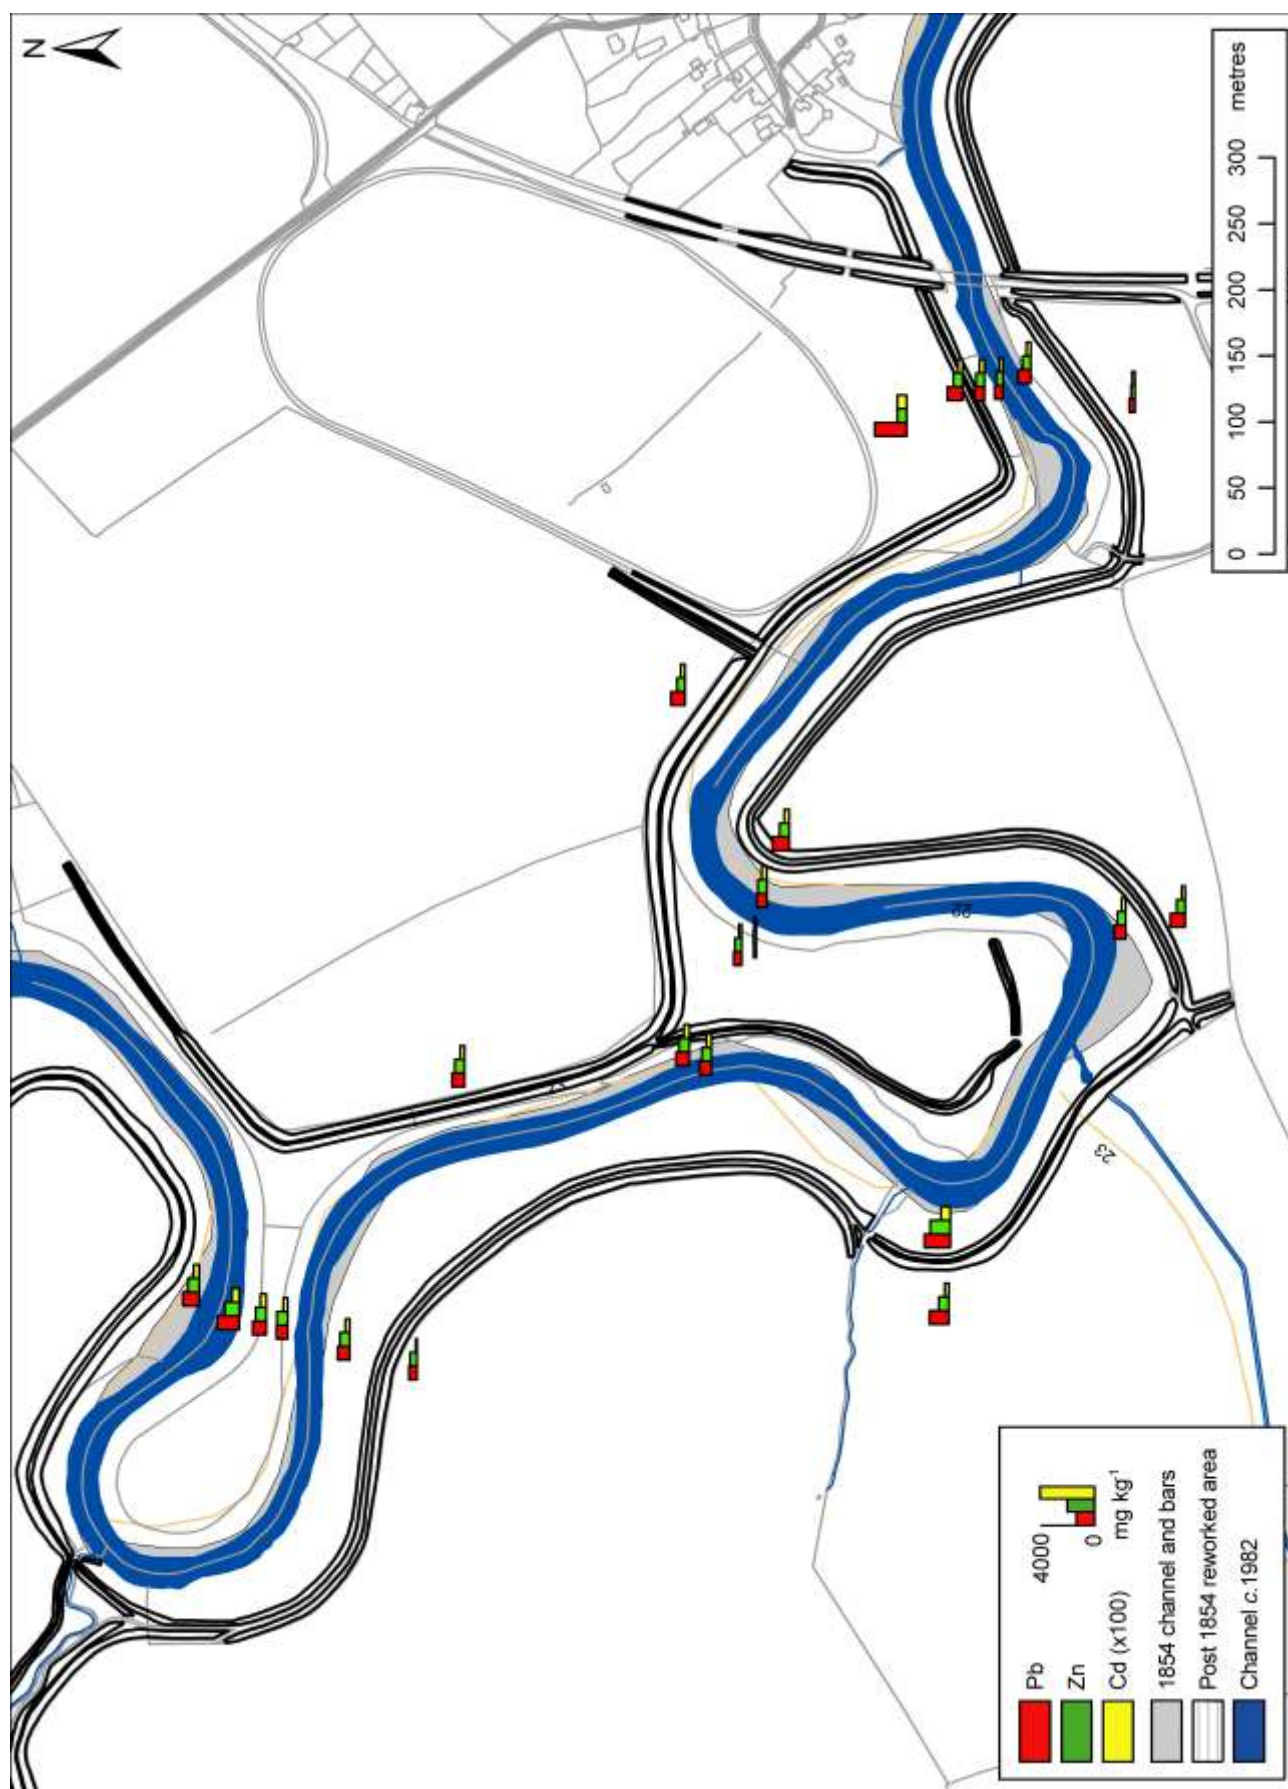 N
23
Pb
Zn
Cd (x100)
4000
0
mg kg⁻¹
1854 channel and bars
Post 1854 reworked area
Channel c.1982
0 50 100 150 200 250 300 metres